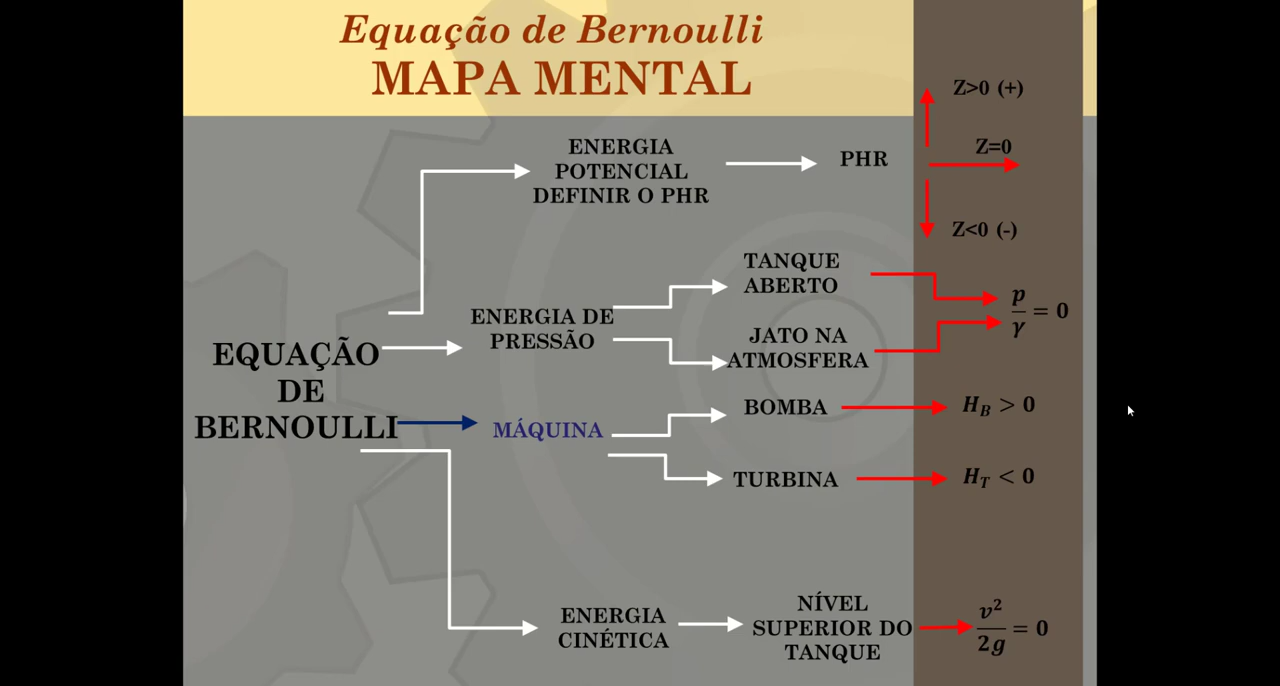 Equação de Bernoulli
MAPA MENTAL
Z>0 (+)
ENERGIA
POTENCIAL
DEFINIR O PHR
PHR
Z=0
Z<0 (-)
TANQUE
ABERTO
ENERGIA DE
PRESSÃO
JATO NA
ATMOSFERA
p/γ = 0
EQUAÇÃO
DE
BERNOULLI
MÁQUINA
BOMBA
H_B > 0
TURBINA
H_T < 0
ENERGIA
CINÉTICA
NÍVEL
SUPERIOR DO
TANQUE
v²/2g = 0